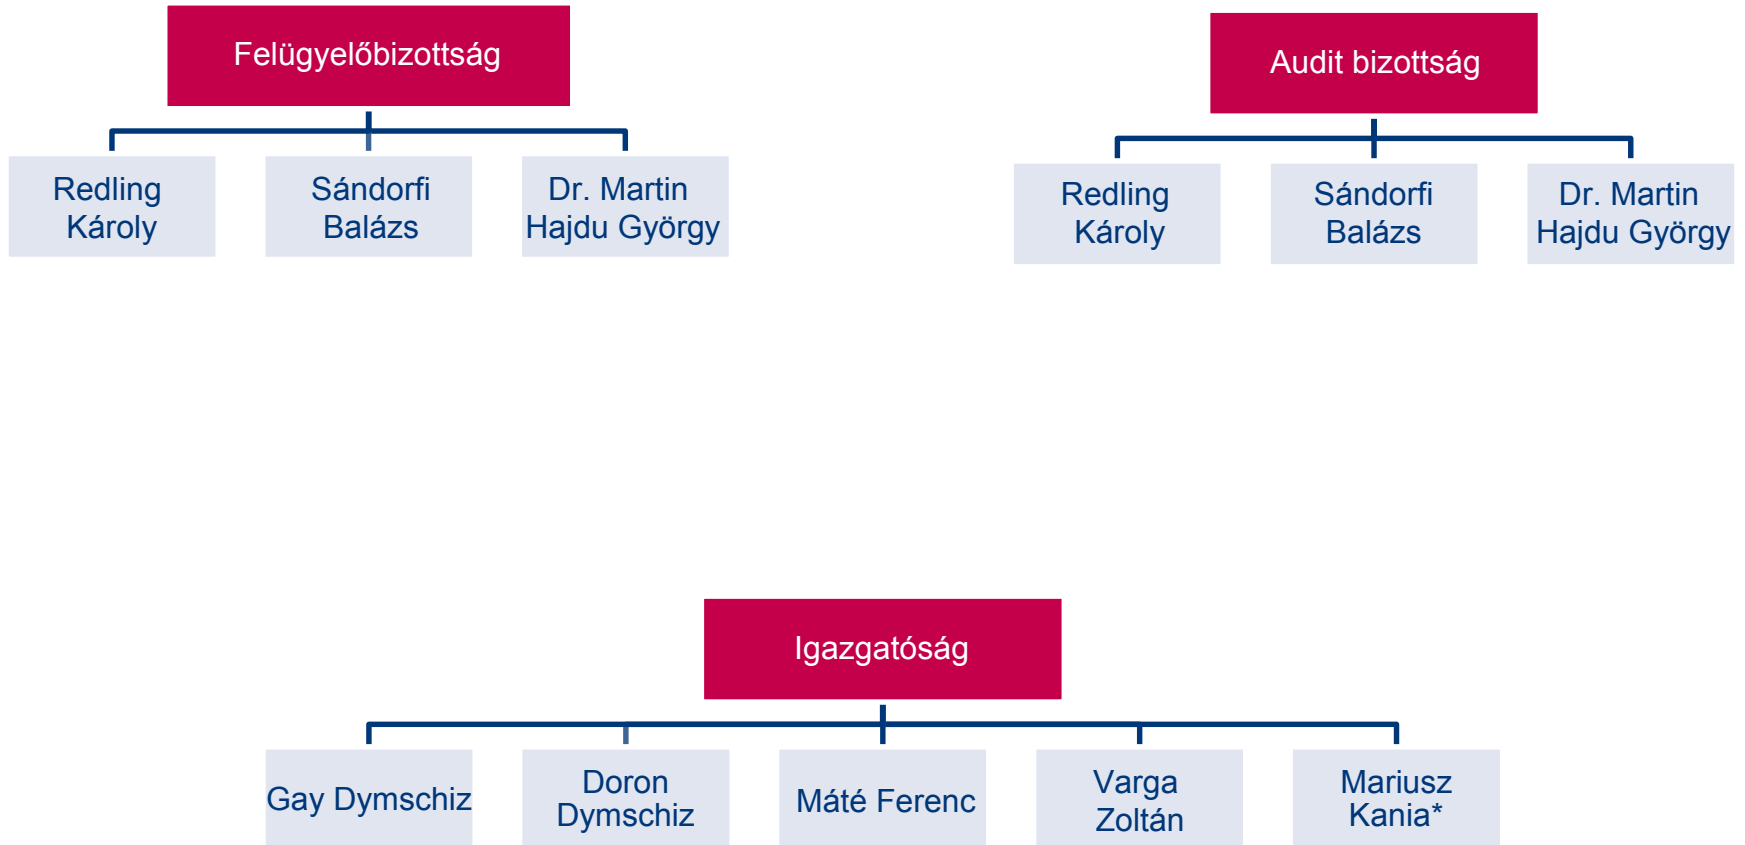 Felügyelőbizottság
Redling
Károly
Sándorfi
Balázs
Dr. Martin
Hajdu György
Audit bizottság
Redling
Károly
Sándorfi
Balázs
Dr. Martin
Hajdu György
Igazgatóság
Gay Dymschiz
Doron
Dymschiz
Máté Ferenc
Varga
Zoltán
Mariusz
Kania*